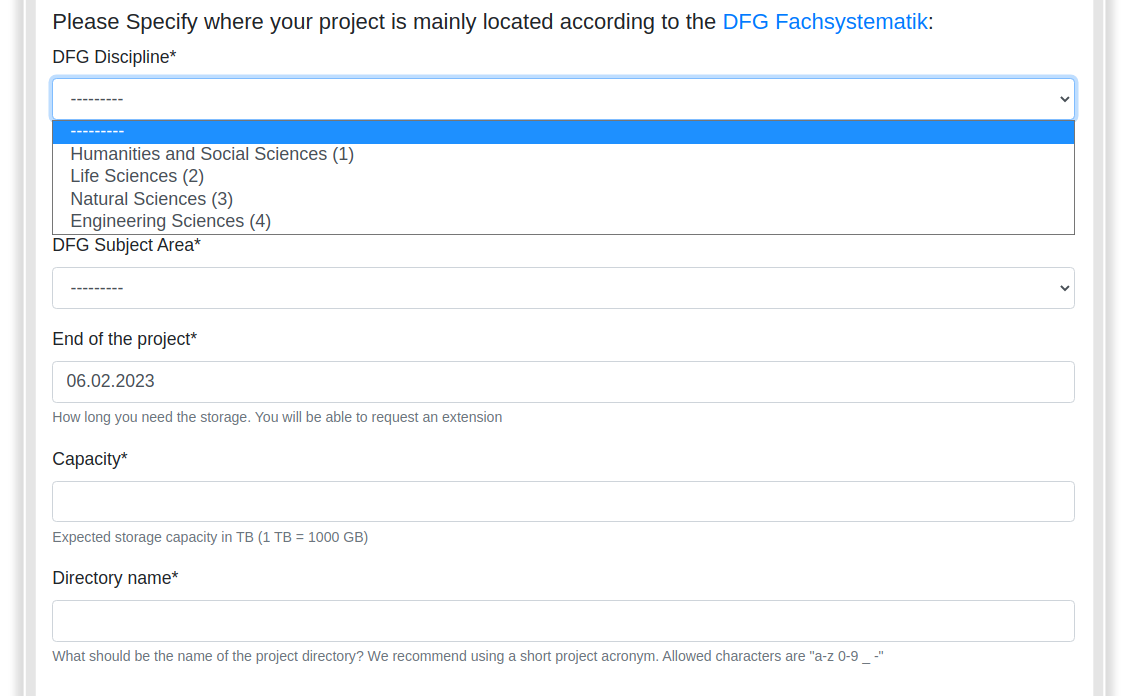 Please Specify where your project is mainly located according to the DFG Fachsystematik:
DFG Discipline*
---------
---------
Humanities and Social Sciences (1)
Life Sciences (2)
Natural Sciences (3)
Engineering Sciences (4)
DFG Subject Area*
---------
End of the project*
06.02.2023
How long you need the storage. You will be able to request an extension
Capacity*
Expected storage capacity in TB (1 TB = 1000 GB)
Directory name*
What should be the name of the project directory? We recommend using a short project acronym. Allowed characters are "a-z 0-9 _ -"